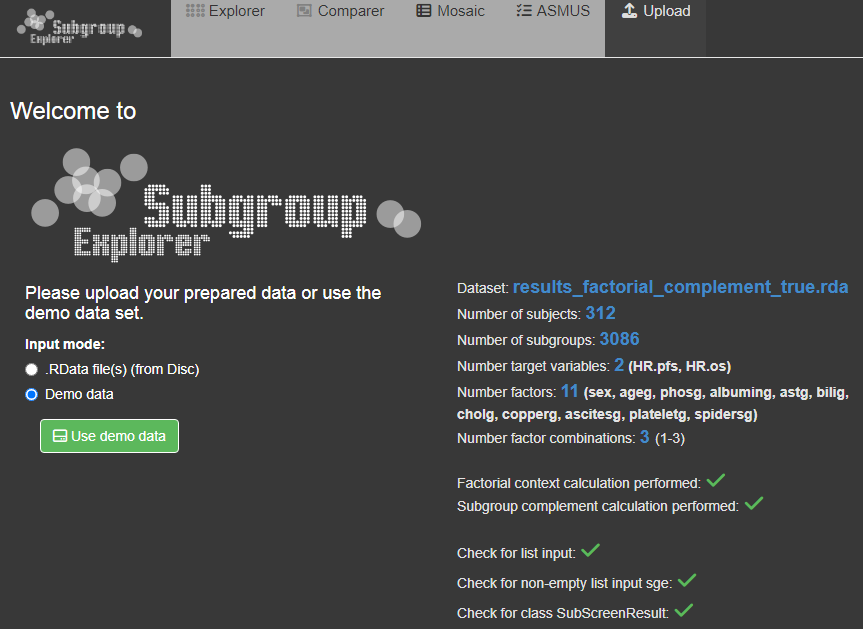 Subgroup
Explorer
Explorer
Comparer
Mosaic
ASMUS
Upload
Welcome to
Subgroup
Explorer
Please upload your prepared data or use the
demo data set.
Input mode:
.RData file(s) (from Disc)
Demo data
Use demo data
Dataset: results_factorial_complement_true.rda
Number of subjects: 312
Number of subgroups: 3086
Number target variables: 2 (HR.pfs, HR.os)
Number factors: 11 (sex, ageg, phosg, albuming, astg, bilig,
cholg, copperg, ascitesg, plateletg, spidersg)
Number factor combinations: 3 (1-3)
Factorial context calculation performed:
Subgroup complement calculation performed:
Check for list input:
Check for non-empty list input sge:
Check for class SubScreenResult: